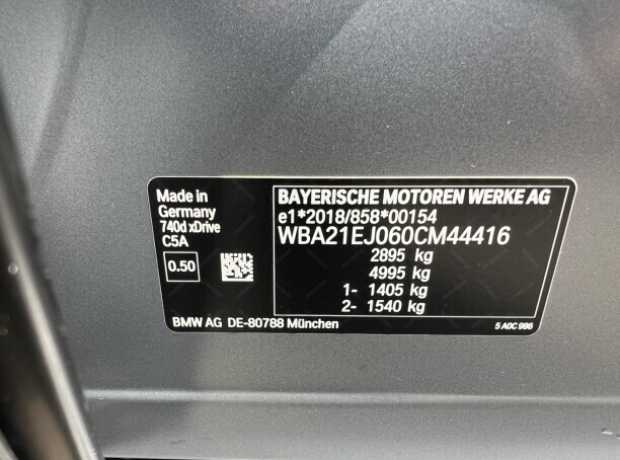 Made in
Germany
740d xDrive
C5A
0.50
BAYERISCHE MOTOREN WERKE AG
e1*2018/858*00154
WBA21EJ060CM44416
2895 kg
4995 kg
1- 1405 kg
2- 1540 kg
BMW AG DE-80788 München
5 A0C 986